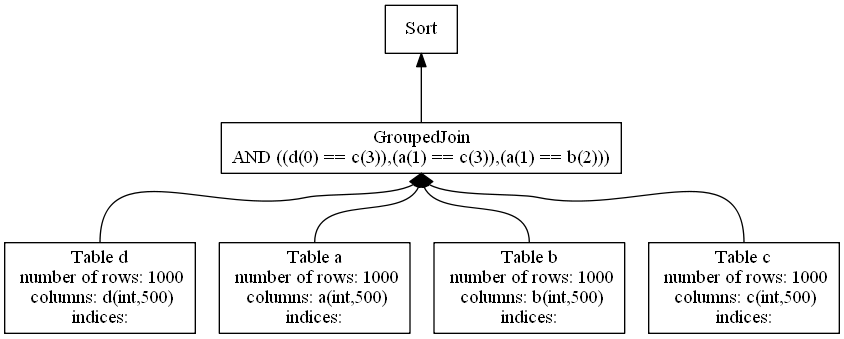 Sort
GroupedJoin
AND ((d(0) == c(3)),(a(1) == c(3)),(a(1) == b(2)))
Table d
number of rows: 1000
columns: d(int,500)
indices:
Table a
number of rows: 1000
columns: a(int,500)
indices:
Table b
number of rows: 1000
columns: b(int,500)
indices:
Table c
number of rows: 1000
columns: c(int,500)
indices: